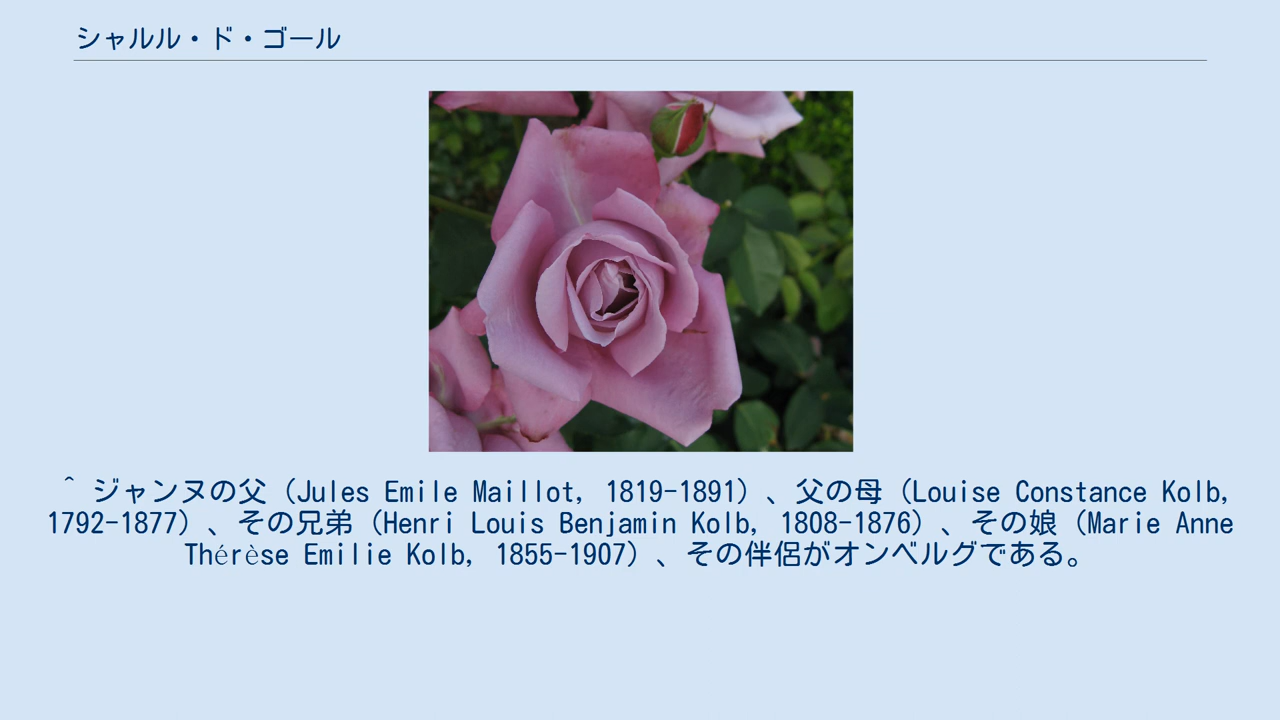 シャルル・ド・ゴール
^ ジャンヌの父（Jules Emile Maillot, 1819-1891）、父の母（Louise Constance Kolb,
1792-1877）、その兄弟（Henri Louis Benjamin Kolb, 1808-1876）、その娘（Marie Anne
Thérèse Emilie Kolb, 1855-1907）、その伴侶がオンベルグである。